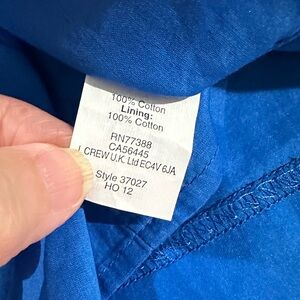 100% Cotton
Lining:
100% Cotton
RN77388
CA56445
J.CREW U.K. Ltd EC4V 6JA
Style 37027
HO 12